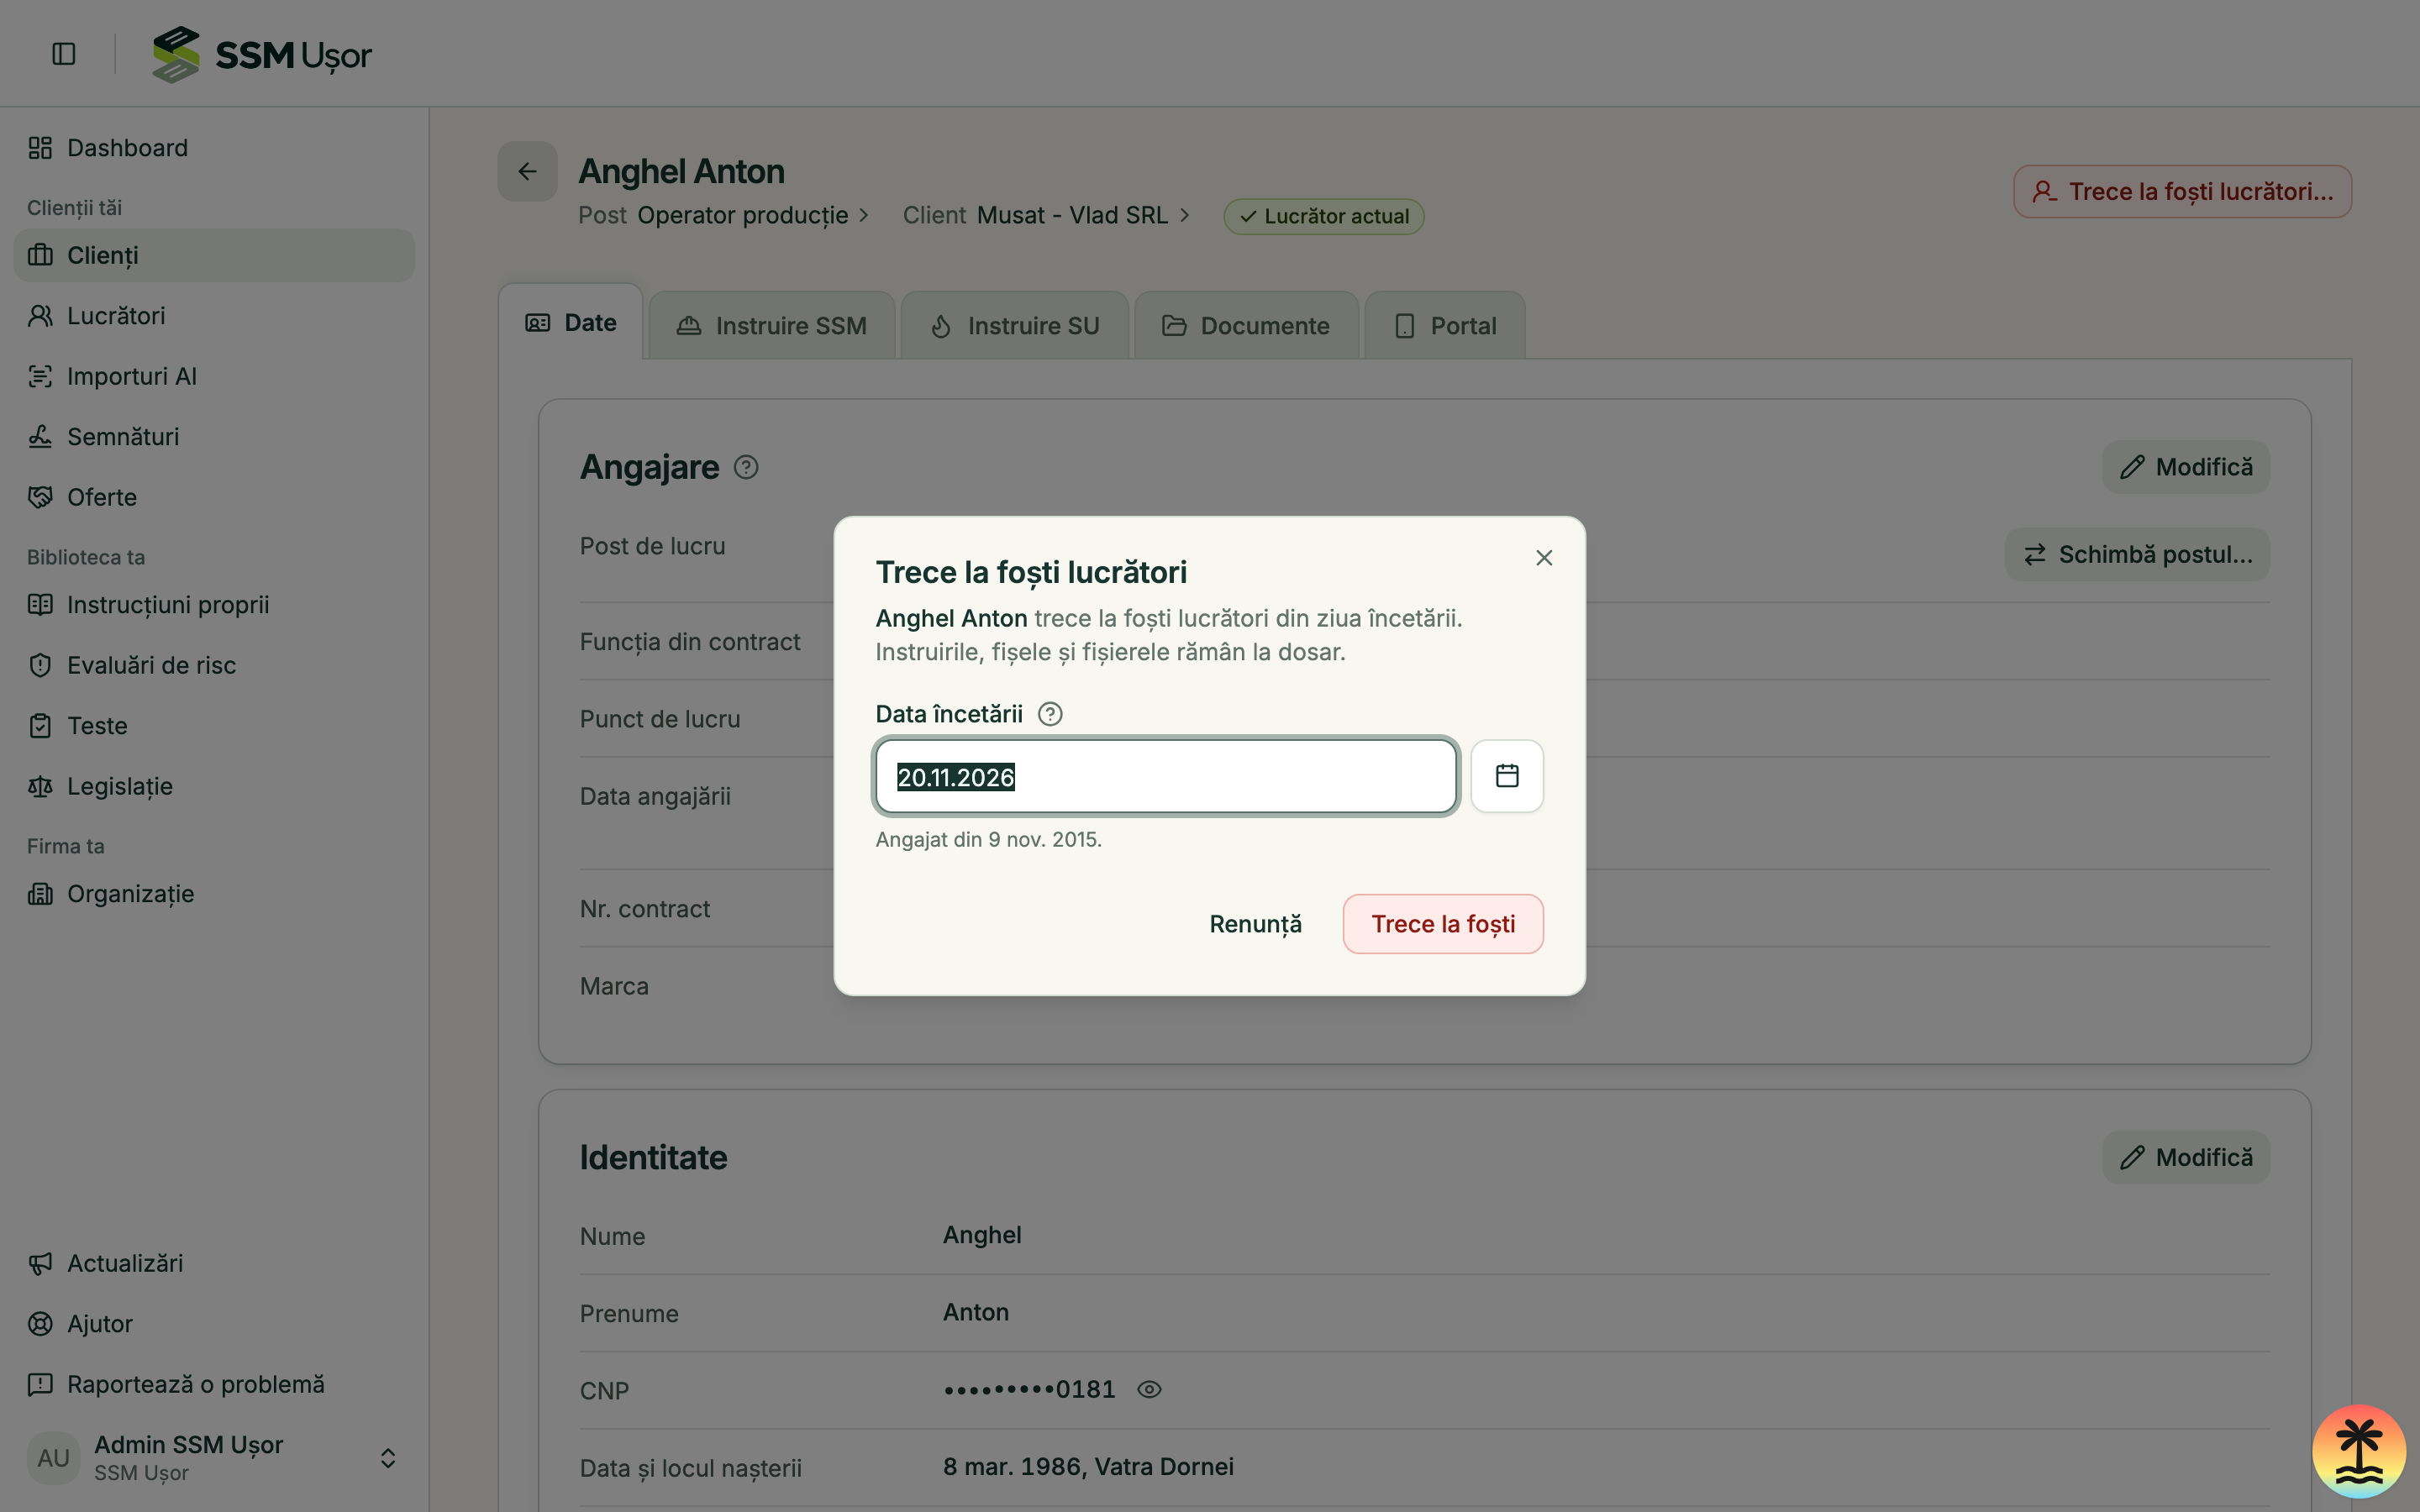 SSM Ușor
Dashboard
Clienții tăi
Clienți
Lucrători
Importuri AI
Semnături
Oferte
Biblioteca ta
Instrucțiuni proprii
Evaluări de risc
Teste
Legislație
Firma ta
Organizație
Actualizări
Ajutor
Raportează o problemă
AU
Admin SSM Ușor
SSM Ușor
Anghel Anton
Post Operator producție
Client Musat - Vlad SRL
Lucrător actual
Trece la foști lucrători...
Date
Instruire SSM
Instruire SU
Documente
Portal
Angajare
Modifică
Post de lucru
Schimbă postul...
Funcția din contract
Punct de lucru
Data angajării
Nr. contract
Marca
Trece la foști lucrători
Anghel Anton trece la foști lucrători din ziua încetării.
Instruirile, fișele și fișierele rămân la dosar.
Data încetării
20.11.2026
Angajat din 9 nov. 2015.
Renunță
Trece la foști
Identitate
Modifică
Nume Anghel
Prenume Anton
CNP •••••••••0181
Data și locul nașterii 8 mar. 1986, Vatra Dornei